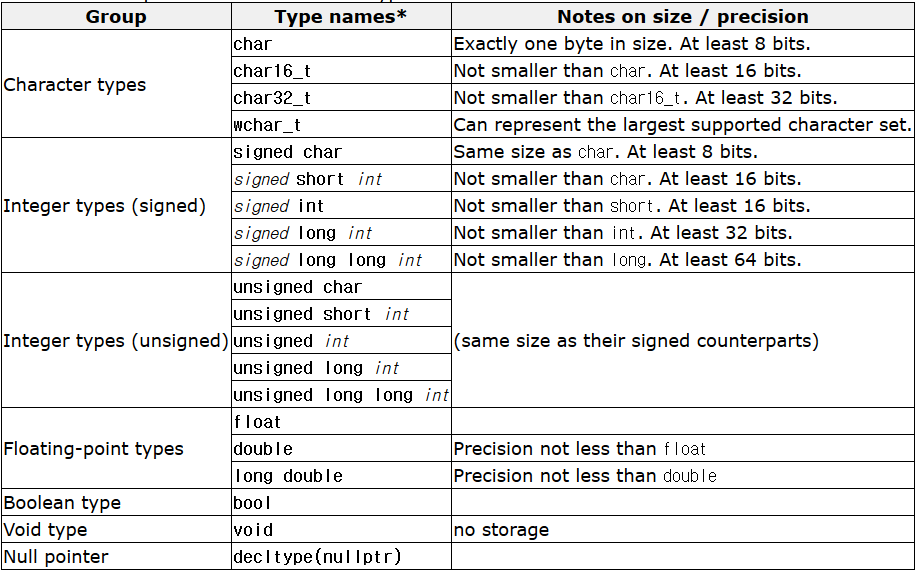 Group Type names* Notes on size / precision
Character types
char Exactly one byte in size. At least 8 bits.
char16_t Not smaller than char. At least 16 bits.
char32_t Not smaller than char16_t. At least 32 bits.
wchar_t Can represent the largest supported character set.
Integer types (signed)
signed char Same size as char. At least 8 bits.
signed short int Not smaller than char. At least 16 bits.
signed int Not smaller than short. At least 16 bits.
signed long int Not smaller than int. At least 32 bits.
signed long long int Not smaller than long. At least 64 bits.
Integer types (unsigned)
unsigned char
unsigned short int
unsigned int
unsigned long int
unsigned long long int
(same size as their signed counterparts)
Floating-point types
float
double Precision not less than float
long double Precision not less than double
Boolean type bool
Void type void no storage
Null pointer decltype(nullptr)